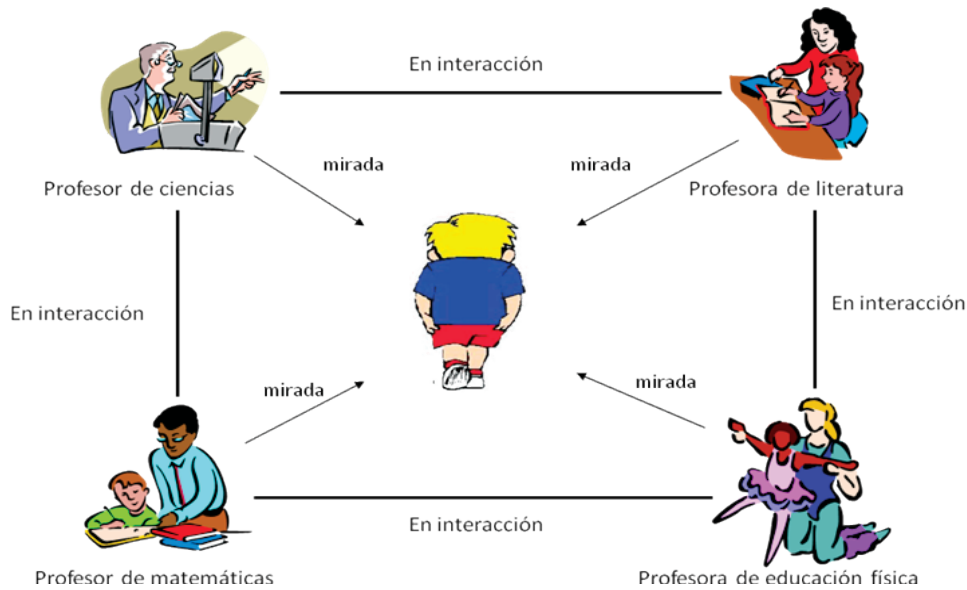 En interacción
mirada
mirada
Profesor de ciencias
Profesora de literatura
En interacción
En interacción
mirada
mirada
En interacción
Profesor de matemáticas
Profesora de educación física